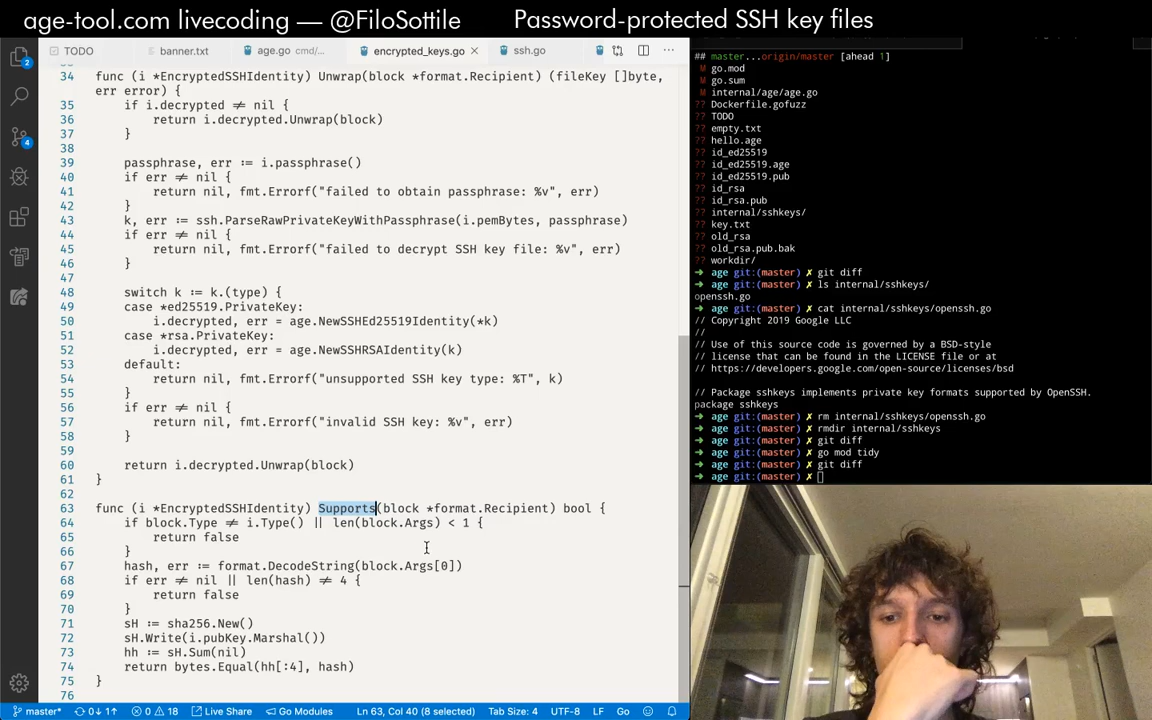 age-tool.com livecoding — @FiloSottile
Password-protected SSH key files
TODO
banner.txt
age.go cmd/...
encrypted_keys.go
ssh.go
34 func (i *EncryptedSSHIdentity) Unwrap(block *format.Recipient) (fileKey []byte,
err error) {
35 if i.decrypted ≠ nil {
36 return i.decrypted.Unwrap(block)
37 }
38
39 passphrase, err := i.passphrase()
40 if err ≠ nil {
41 return nil, fmt.Errorf("failed to obtain passphrase: %v", err)
42 }
43 k, err := ssh.ParseRawPrivateKeyWithPassphrase(i.pemBytes, passphrase)
44 if err ≠ nil {
45 return nil, fmt.Errorf("failed to decrypt SSH key file: %v", err)
46 }
47
48 switch k := k.(type) {
49 case *ed25519.PrivateKey:
50 i.decrypted, err = age.NewSSHEd25519Identity(*k)
51 case *rsa.PrivateKey:
52 i.decrypted, err = age.NewSSHRSAIdentity(k)
53 default:
54 return nil, fmt.Errorf("unsupported SSH key type: %T", k)
55 }
56 if err ≠ nil {
57 return nil, fmt.Errorf("invalid SSH key: %v", err)
58 }
59
60 return i.decrypted.Unwrap(block)
61 }
62
63 func (i *EncryptedSSHIdentity) Supports(block *format.Recipient) bool {
64 if block.Type ≠ i.Type() || len(block.Args) < 1 {
65 return false
66 }
67 hash, err := format.DecodeString(block.Args[0])
68 if err ≠ nil || len(hash) ≠ 4 {
69 return false
70 }
71 sH := sha256.New()
72 sH.Write(i.pubKey.Marshal())
73 hh := sH.Sum(nil)
74 return bytes.Equal(hh[:4], hash)
75 }
76
2
4
master* 0↓ 1↑ 0 18 Live Share Go Modules Ln 63, Col 40 (8 selected) Tab Size: 4 UTF-8 LF Go
## master...origin/master [ahead 1]
M go.mod
M go.sum
M internal/age/age.go
?? Dockerfile.gofuzz
?? TODO
?? empty.txt
?? hello.age
?? id_ed25519
?? id_ed25519.age
?? id_ed25519.pub
?? id_rsa
?? id_rsa.pub
?? internal/sshkeys/
?? key.txt
?? old_rsa
?? old_rsa.pub.bak
?? workdir/
➜ age git:(master) ✗ git diff
➜ age git:(master) ✗ ls internal/sshkeys/
openssh.go
➜ age git:(master) ✗ cat internal/sshkeys/openssh.go
// Copyright 2019 Google LLC
//
// Use of this source code is governed by a BSD-style
// license that can be found in the LICENSE file or at
// https://developers.google.com/open-source/licenses/bsd
// Package sshkeys implements private key formats supported by OpenSSH.
package sshkeys
➜ age git:(master) ✗ rm internal/sshkeys/openssh.go
➜ age git:(master) ✗ rmdir internal/sshkeys
➜ age git:(master) ✗ git diff
➜ age git:(master) ✗ go mod tidy
➜ age git:(master) ✗ git diff
➜ age git:(master) ✗